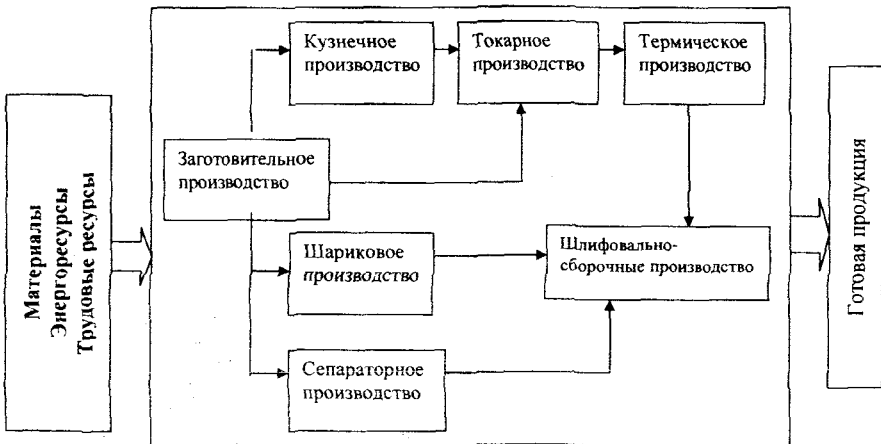 Материалы
Энергоресурсы
Трудовые ресурсы
Кузнечное
производство
Токарное
производство
Термическое
производство
Заготовительное
производство
Шариковое
производство
Шлифовально-
сборочные производство
Сепараторное
производство
Готовая продукция